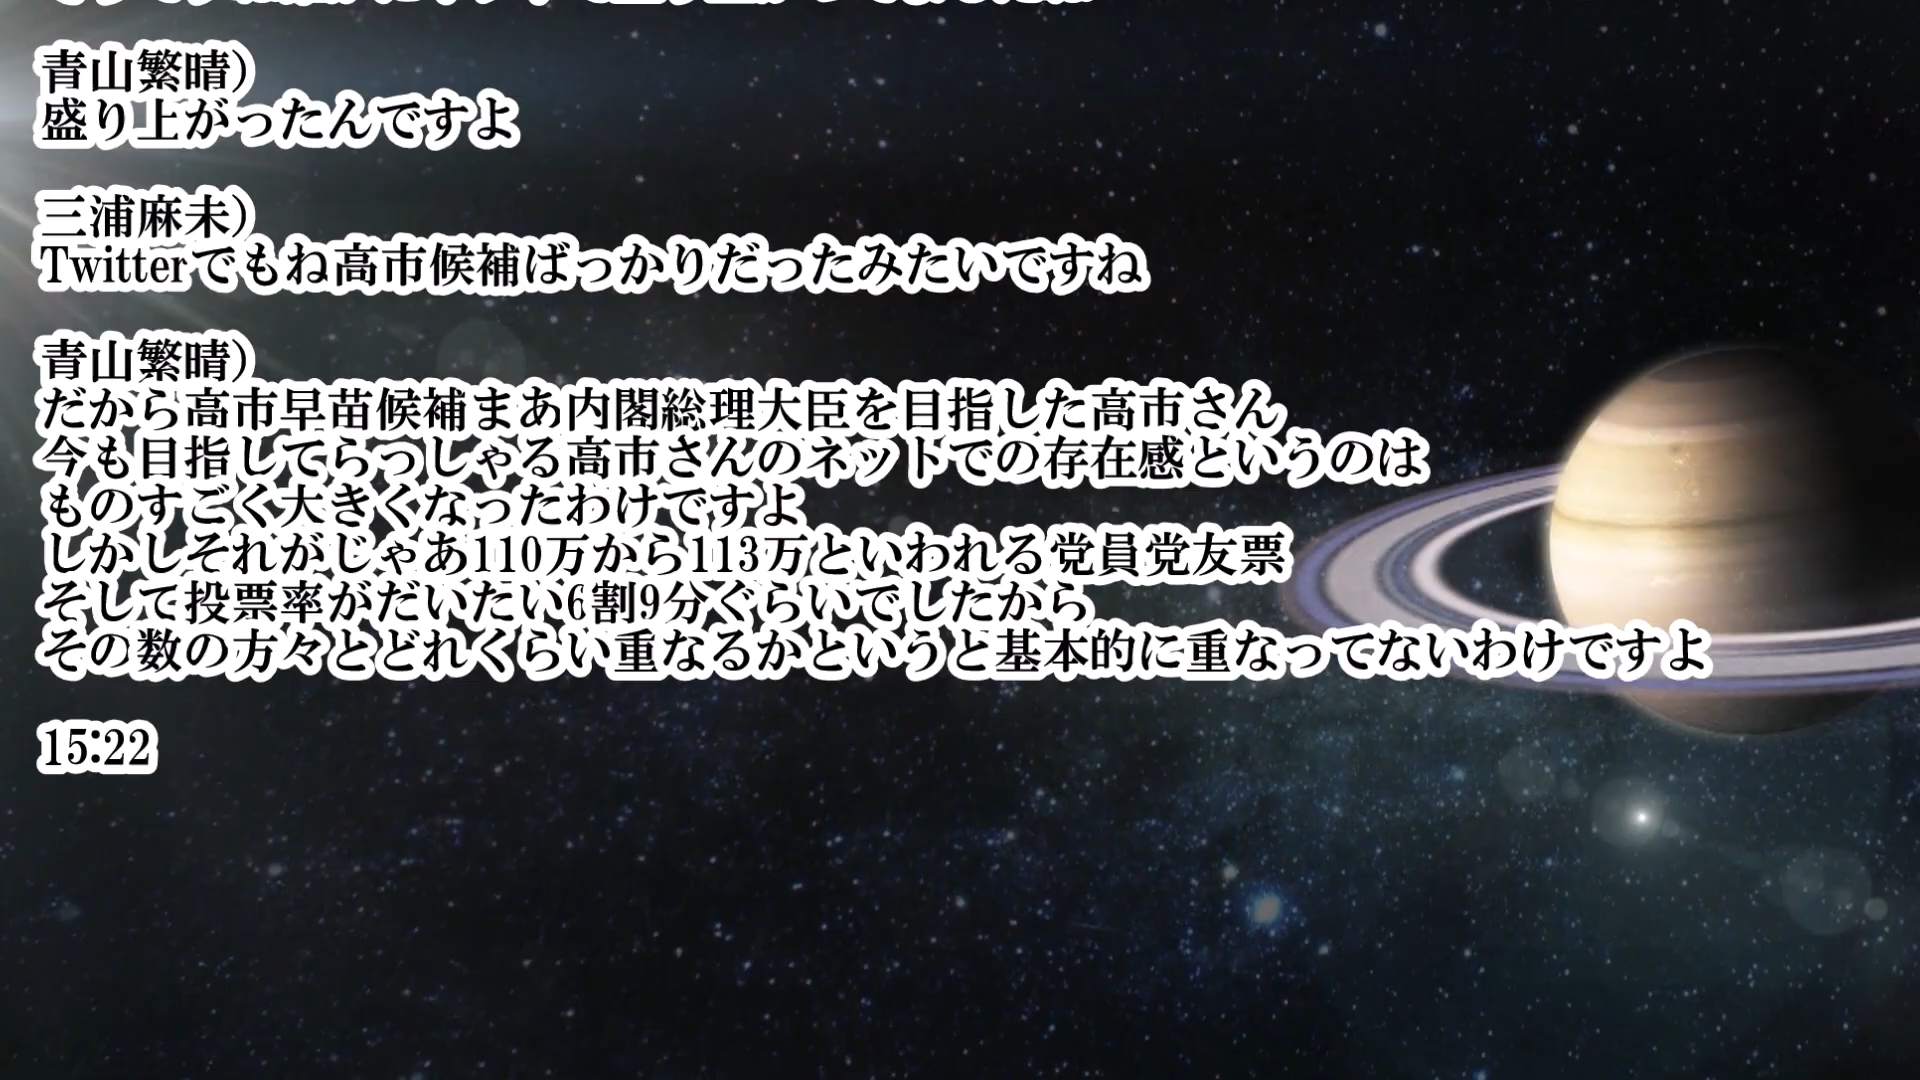 青山繁晴)
盛り上がったんですよ
三浦麻未)
Twitterでもね高市候補ばっかりだったみたいですね
青山繁晴)
だから高市早苗候補まあ内閣総理大臣を目指した高市さん
今も目指してらっしゃる高市さんのネットでの存在感というのは
ものすごく大きくなったわけですよ
しかしそれがじゃあ110万から113万といわれる党員党友票
そして投票率がだいたい6割9分ぐらいでしたから
その数の方々とどれくらい重なるかというと基本的に重なってないわけですよ
15:22